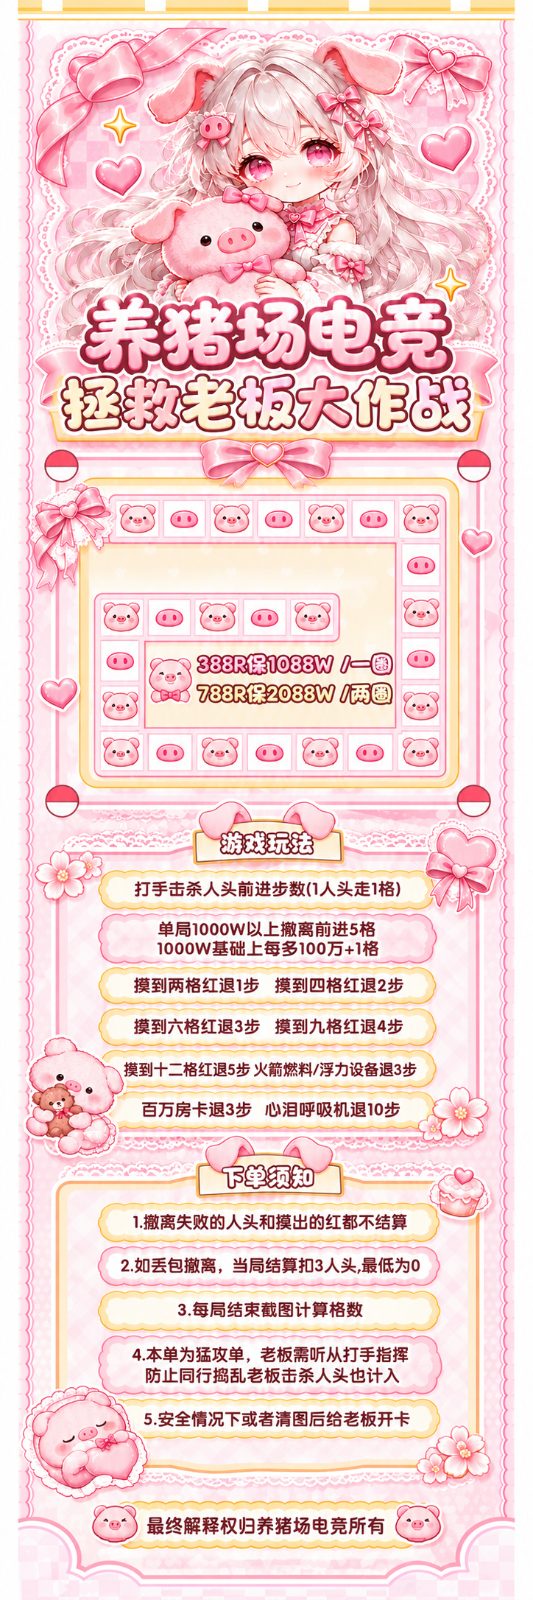 养猪场电竞
拯救老板大作战
388R保1088W /一圈
788R保2088W /两圈
游戏玩法
打手击杀人头前进步数(1人头走1格)
单局1000W以上撤离前进5格
1000W基础上每多100万+1格
摸到两格红退1步 摸到四格红退2步
摸到六格红退3步 摸到九格红退4步
摸到十二格红退5步 火箭燃料/浮力设备退3步
百万房卡退3步 心泪呼吸机退10步
下单须知
1.撤离失败的人头和摸出的红都不结算
2.如丢包撤离，当局结算扣3人头,最低为0
3.每局结束截图计算格数
4.本单为猛攻单，老板需听从打手指挥
防止同行捣乱老板击杀人头也计入
5.安全情况下或者清图后给老板开卡
最终解释权归养猪场电竞所有